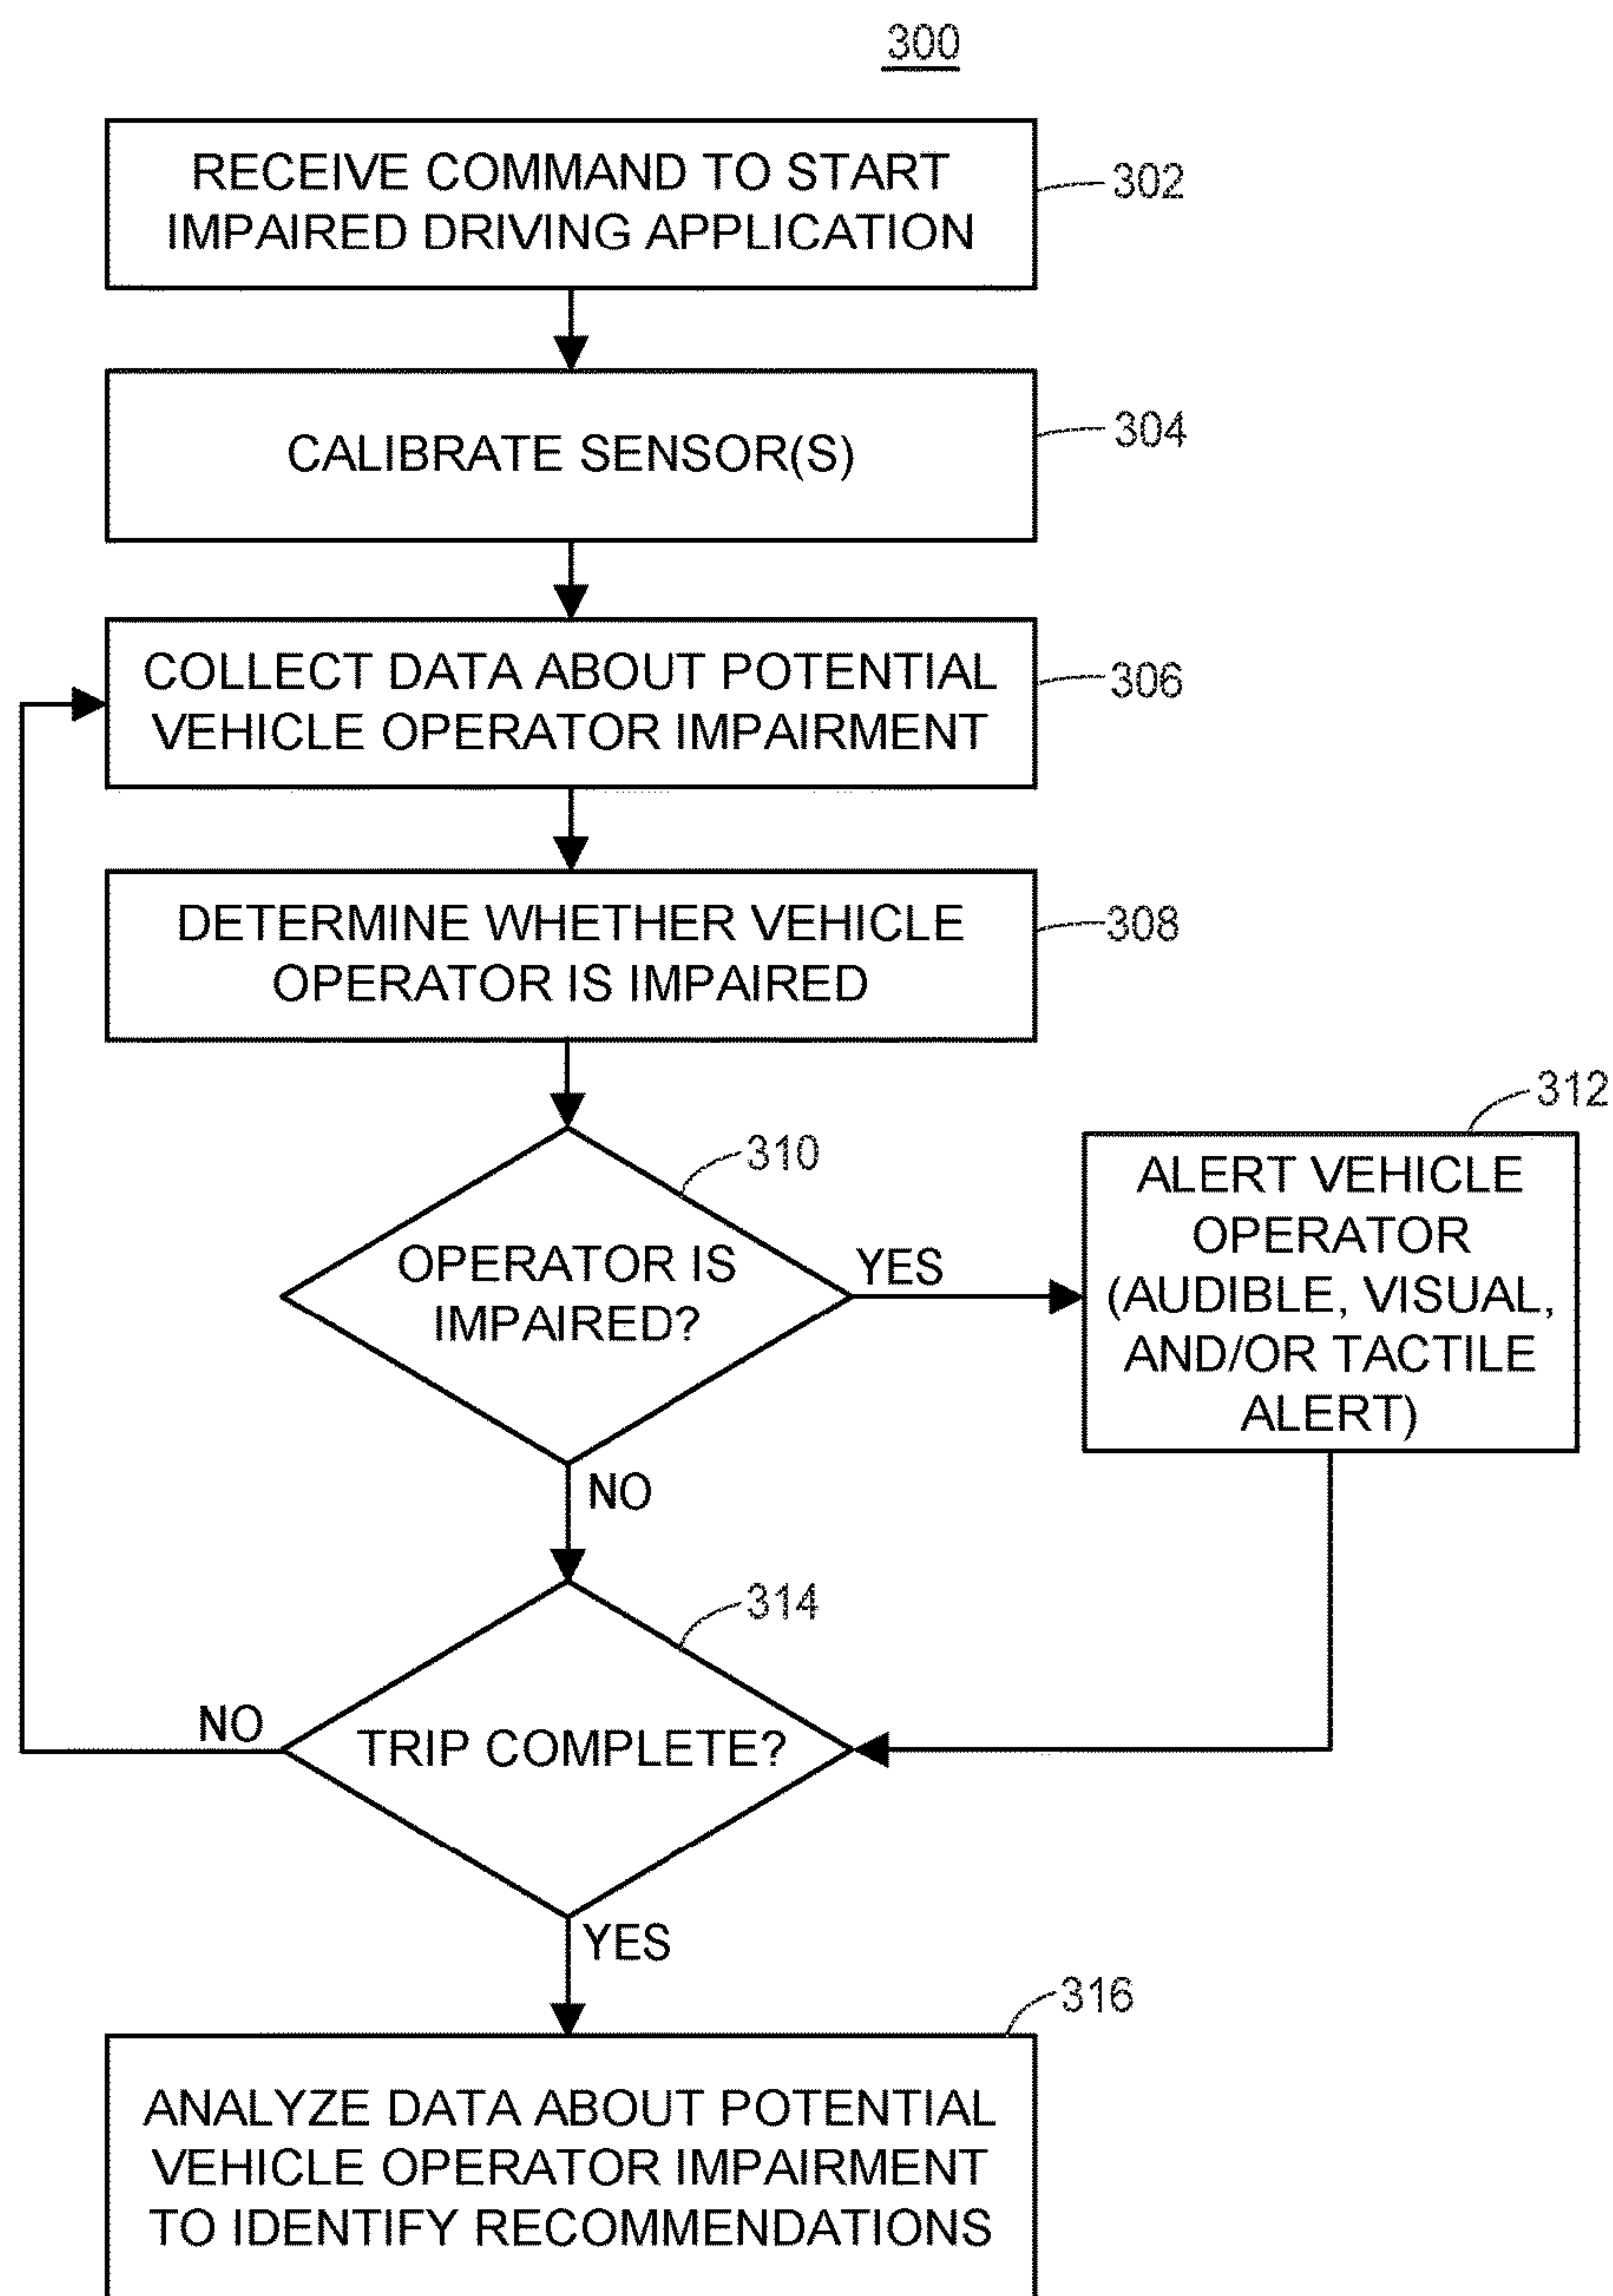 300
RECEIVE COMMAND TO START
IMPAIRED DRIVING APPLICATION
302
CALIBRATE SENSOR(S)
304
COLLECT DATA ABOUT POTENTIAL
VEHICLE OPERATOR IMPAIRMENT
306
DETERMINE WHETHER VEHICLE
OPERATOR IS IMPAIRED
308
310
OPERATOR IS
IMPAIRED?
YES
312
ALERT VEHICLE
OPERATOR
(AUDIBLE, VISUAL,
AND/OR TACTILE
ALERT)
NO
314
TRIP COMPLETE?
NO
YES
316
ANALYZE DATA ABOUT POTENTIAL
VEHICLE OPERATOR IMPAIRMENT
TO IDENTIFY RECOMMENDATIONS